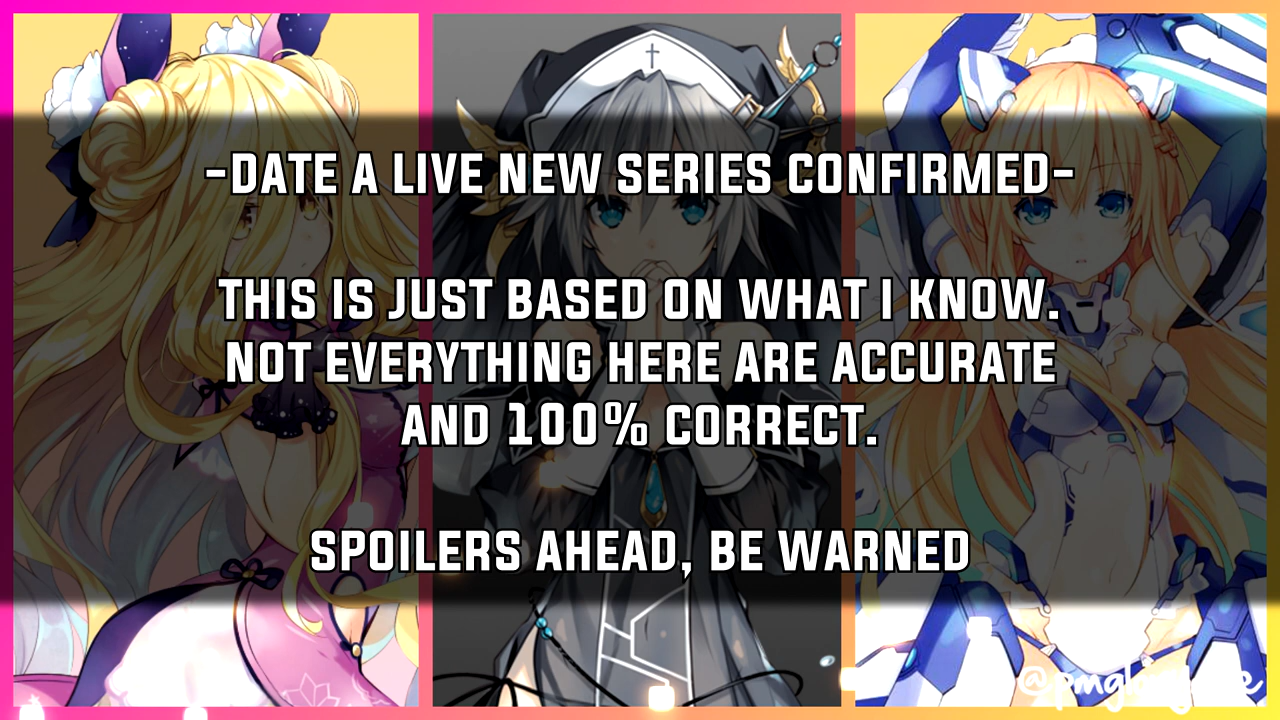 -DATE A LIVE NEW SERIES CONFIRMED-
THIS IS JUST BASED ON WHAT I KNOW.
NOT EVERYTHING HERE ARE ACCURATE
AND 100% CORRECT.
SPOILERS AHEAD, BE WARNED